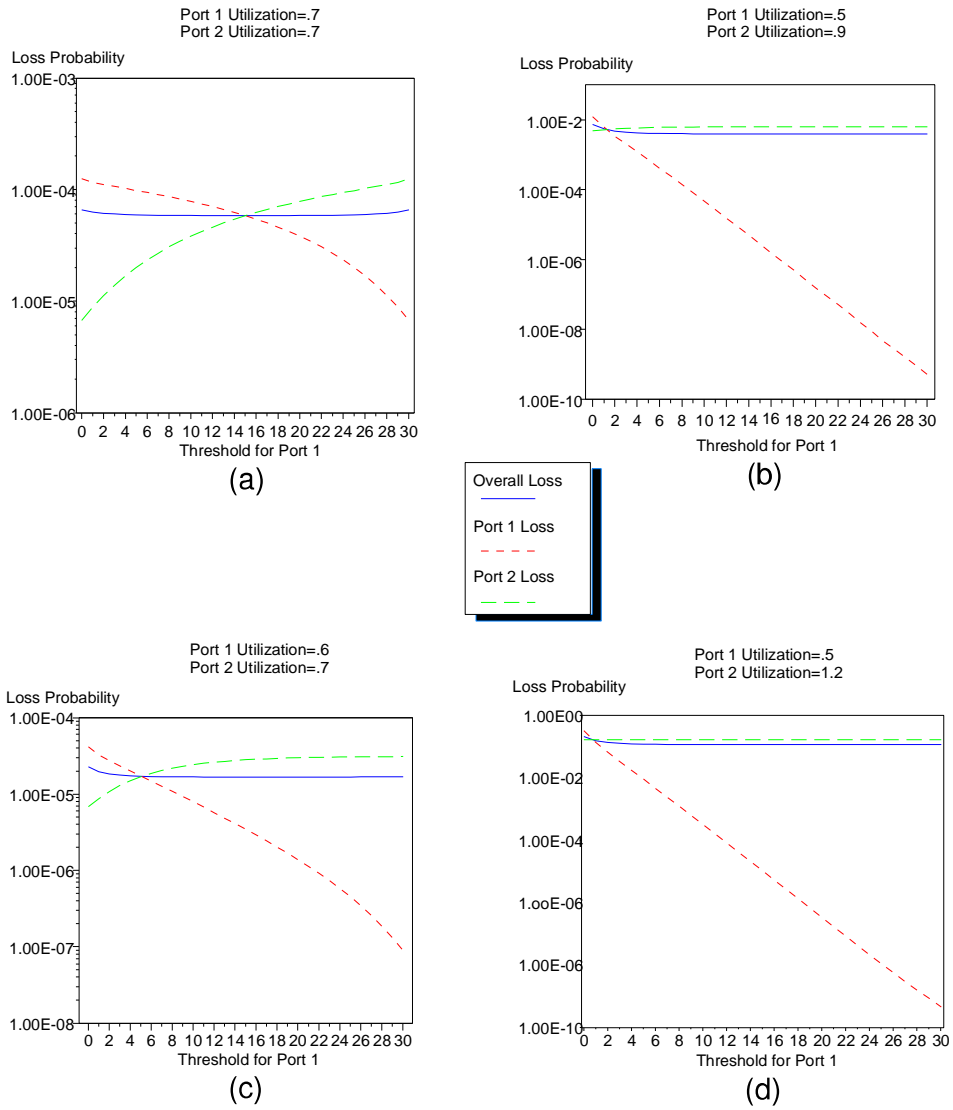 Port 1 Utilization=.7
Port 2 Utilization=.7
Loss Probability
1.00E-03
1.00E-04
1.00E-05
1.00E-06
0 2 4 6 8 10 12 14 16 18 20 22 24 26 28 30
Threshold for Port 1
(a)
Port 1 Utilization=.5
Port 2 Utilization=.9
Loss Probability
1.00E-2
1.00E-04
1.0E-06
1.00E-08
1.00E-10
0 2 4 6 8 10 12 14 16 18 20 22 24 26 28 30
Threshold for Port 1
(b)
Overall Loss
Port 1 Loss
Port 2 Loss
Port 1 Utilization=.6
Port 2 Utilization=.7
Loss Probability
1.00E-04
1.00E-05
1.00E-06
1.00E-07
1.00E-08
0 2 4 6 8 10 12 14 16 18 20 22 24 26 28 30
Threshold for Port 1
(c)
Port 1 Utilization=.5
Port 2 Utilization=1.2
Loss Probability
1.00E+00
1.00E-02
1.00E-04
1.ooE-06
1.00E-06
1.00E-10
0 2 4 6 8 10 12 14 16 18 20 22 24 26 28 30
Threshold for Port 1
(d)